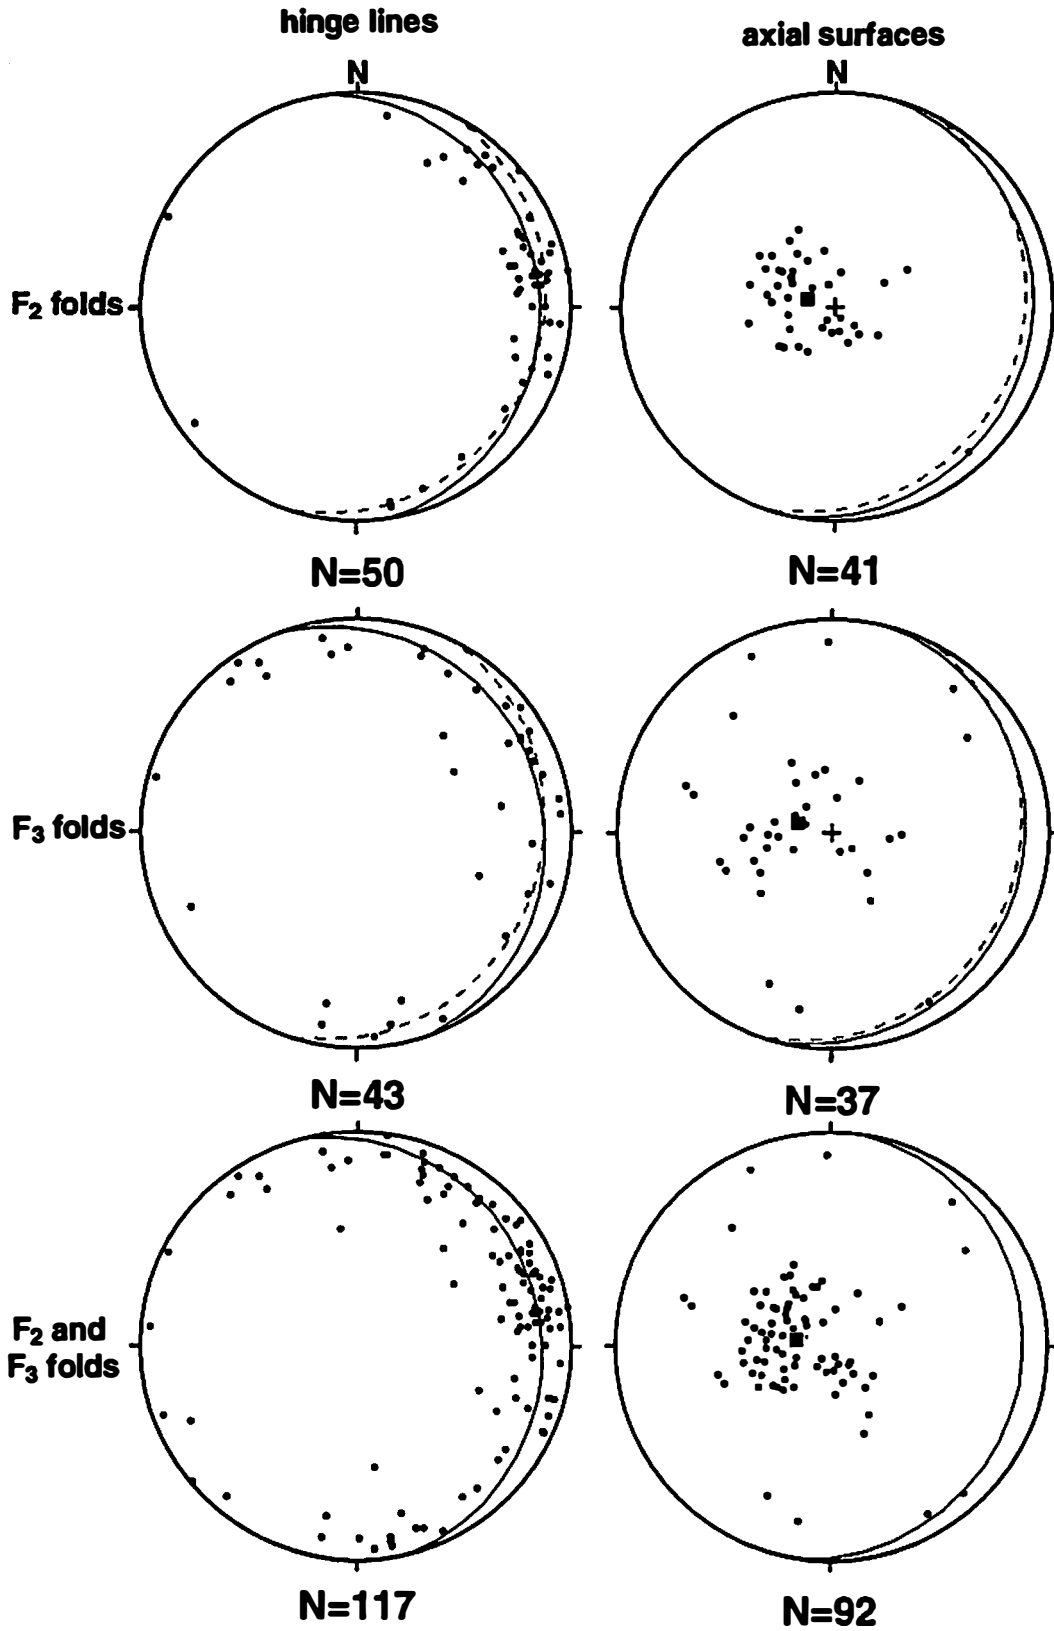 hinge lines
axial surfaces
N
N
F₂ folds
N=50
N=41
F₃ folds
N=43
N=37
F₂ and
F₃ folds
N=117
N=92